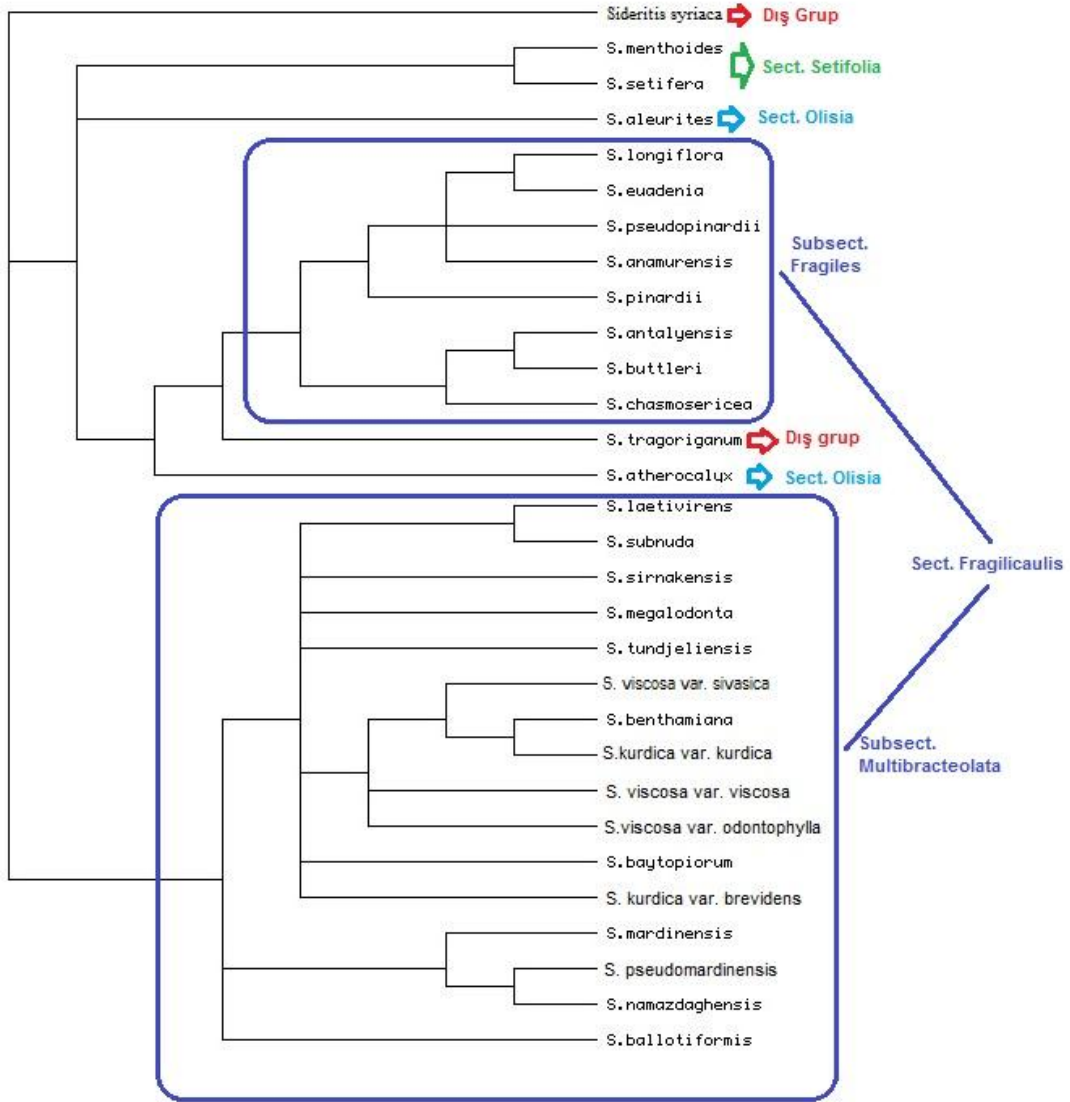 Sideritis syriaca Dış Grup
S.menthoides
Sect. Setifolia
S.setifera
S.aleurites Sect. Olisia
S.longiflora
S.euadenia
S.pseudopinardii
Subsect.
Fragiles
S.anamurensis
S.pinardii
S.antalyensis
S.buttleri
S.chasmosericea
S.tragoriganum Dış grup
S.atherocalyx Sect. Olisia
S.laetivirens
S.subnuda
Sect. Fragilicaulis
S.sirnakensis
S.megalodonta
S.tundjeliensis
S. viscosa var. sivasica
S.benthamiana
S.kurdica var. kurdica
Subsect.
Multibracteolata
S. viscosa var. viscosa
S.viscosa var. odontophylla
S.baytopiorum
S. kurdica var. brevidens
S.mardinensis
S. pseudomardinensis
S.namazdaghensis
S.ballotiformis